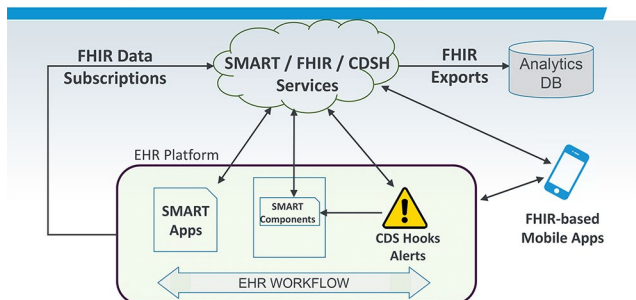 FHIR Data
Subscriptions
SMART / FHIR / CDSH
Services
FHIR
Exports
Analytics
DB
EHR Platform
SMART
Apps
SMART
Components
CDS Hooks
Alerts
FHIR-based
Mobile Apps
EHR WORKFLOW